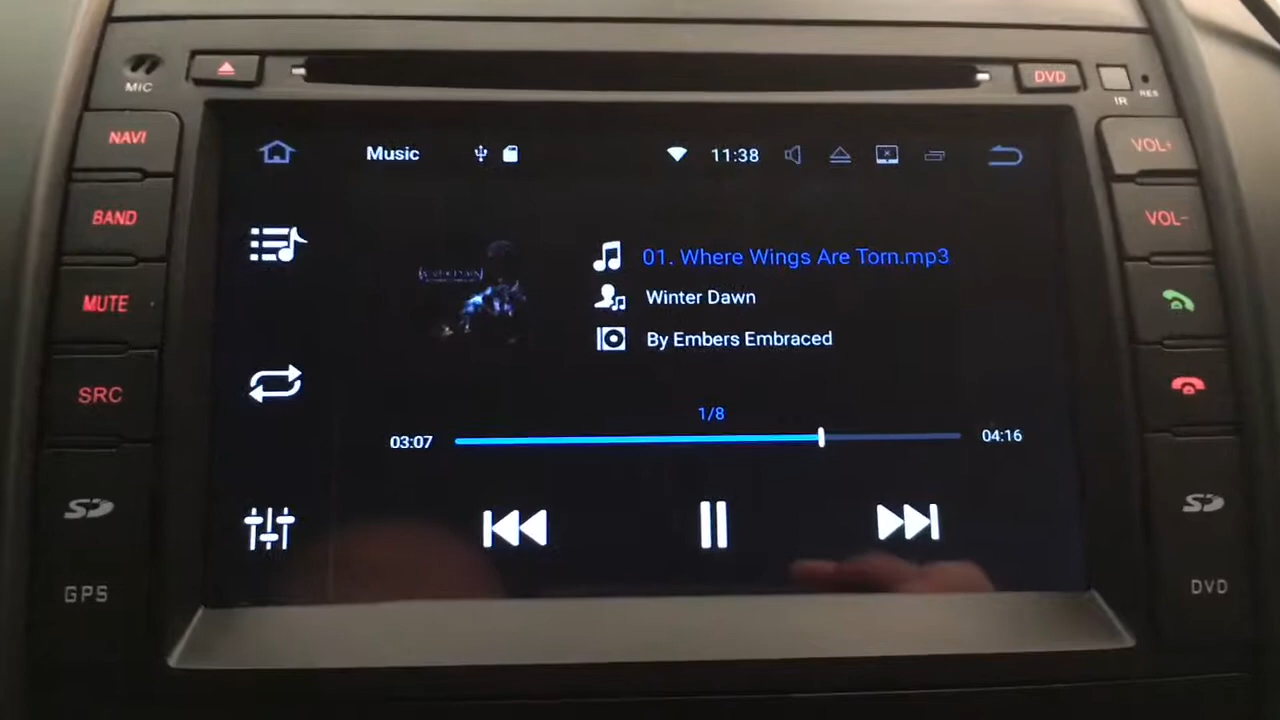 MIC
DVD
IR
RES
NAVI
BAND
MUTE
SRC
SD
GPS
Music
11:38
01. Where Wings Are Torn.mp3
Winter Dawn
By Embers Embraced
1/8
03:07
04:16
VOL+
VOL-
SD
DVD